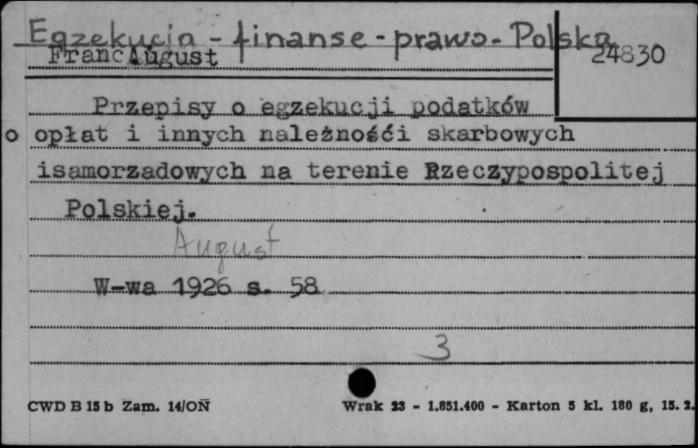 Egzekucja - finanse - prawo - Polska
Franc August
24830
Przepisy o egzekucji podatków
o opłat i innych należnośći skarbowych
isamorzadowych na terenie Rzeczypospolitej
Polskiej.
August
W-wa 1926 s. 58
3
CWD B 15 b Zam. 14/ON Wrak 23 - 1.851.400 - Karton 5 kl. 180 g, 15. 2.